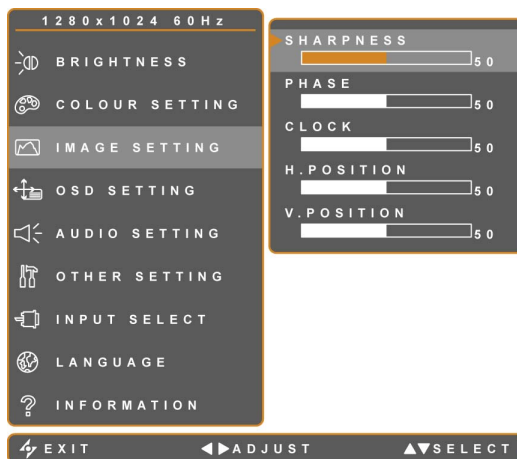 1280x1024 60Hz
BRIGHTNESS
COLOUR SETTING
IMAGE SETTING
OSD SETTING
AUDIO SETTING
OTHER SETTING
INPUT SELECT
LANGUAGE
INFORMATION
SHARPNESS
50
PHASE
50
CLOCK
50
H.POSITION
50
V.POSITION
50
EXIT ADJUST SELECT